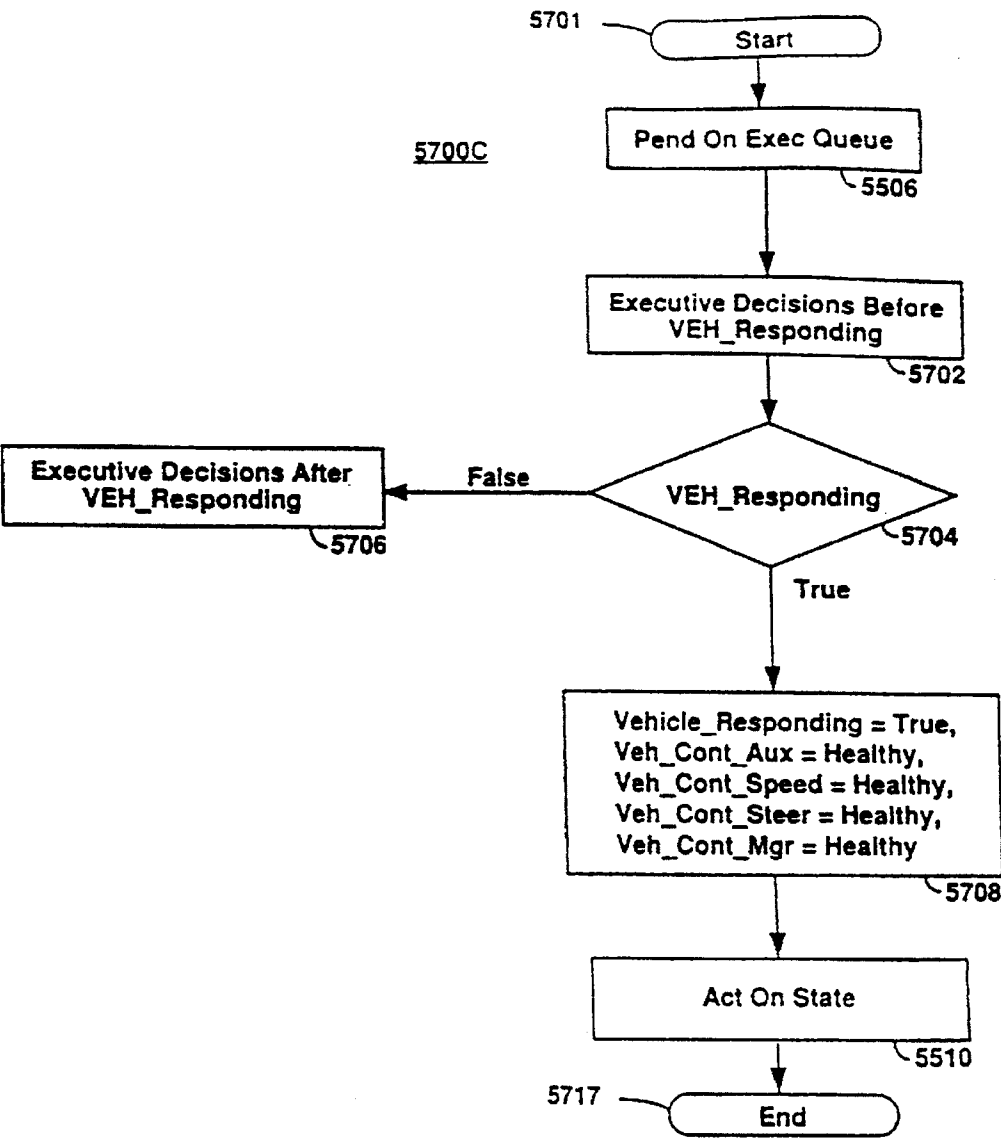 5701
Start
Pend On Exec Queue
5700C
5506
Executive Decisions Before
VEH_Responding
5702
Executive Decisions After
VEH_Responding
False
VEH_Responding
5706
5704
True
Vehicle_Responding = True,
Veh_Cont_Aux = Healthy,
Veh_Cont_Speed = Healthy,
Veh_Cont_Steer = Healthy,
Veh_Cont_Mgr = Healthy
5708
Act On State
5510
5717
End